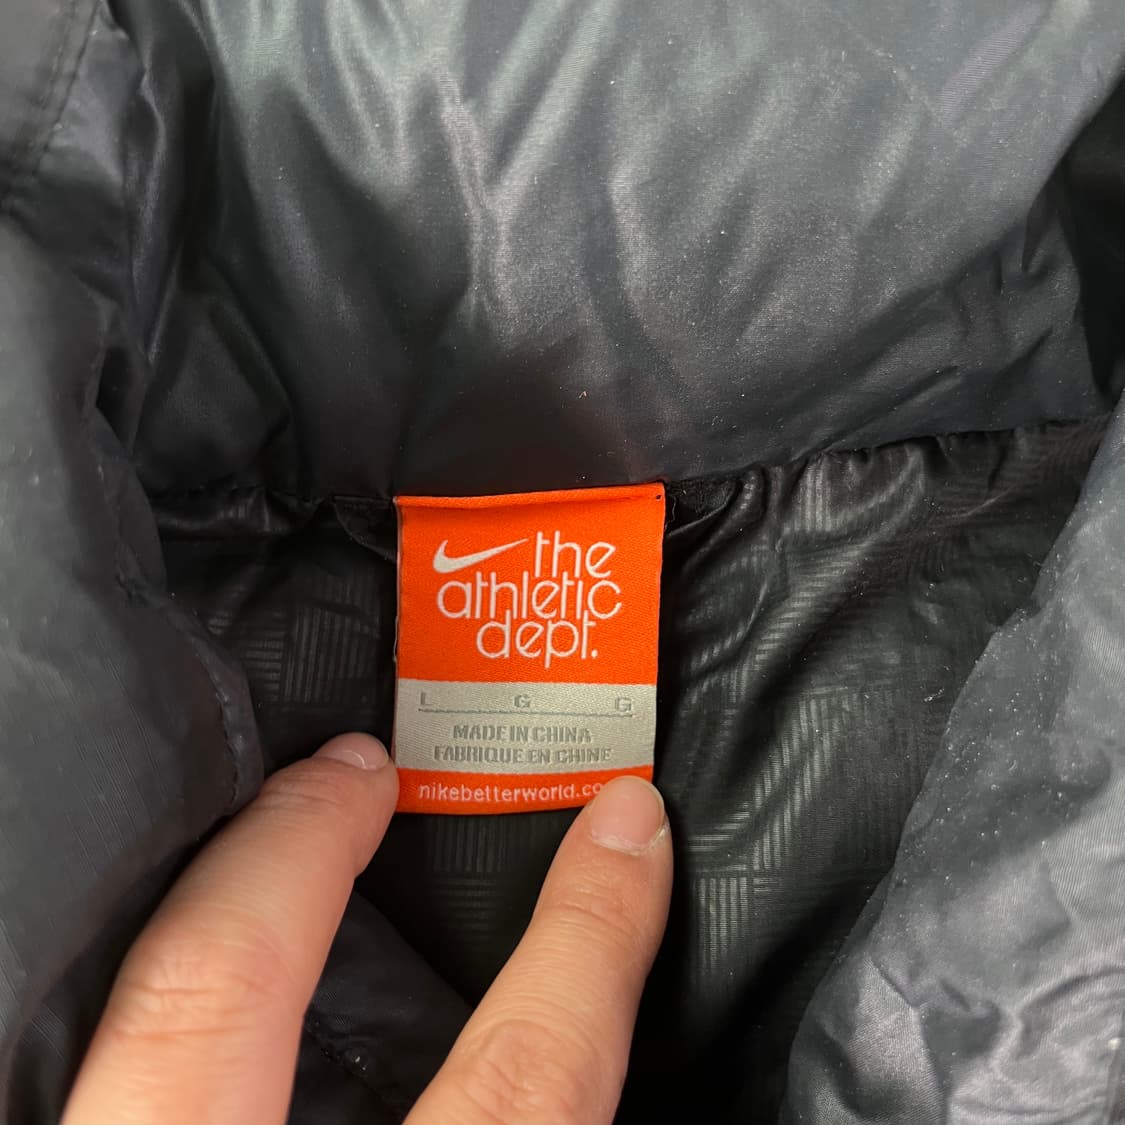 the
athletic
dept.
L G G
MADE IN CHINA
FABRIQUE EN CHINE
nikebetterworld.co